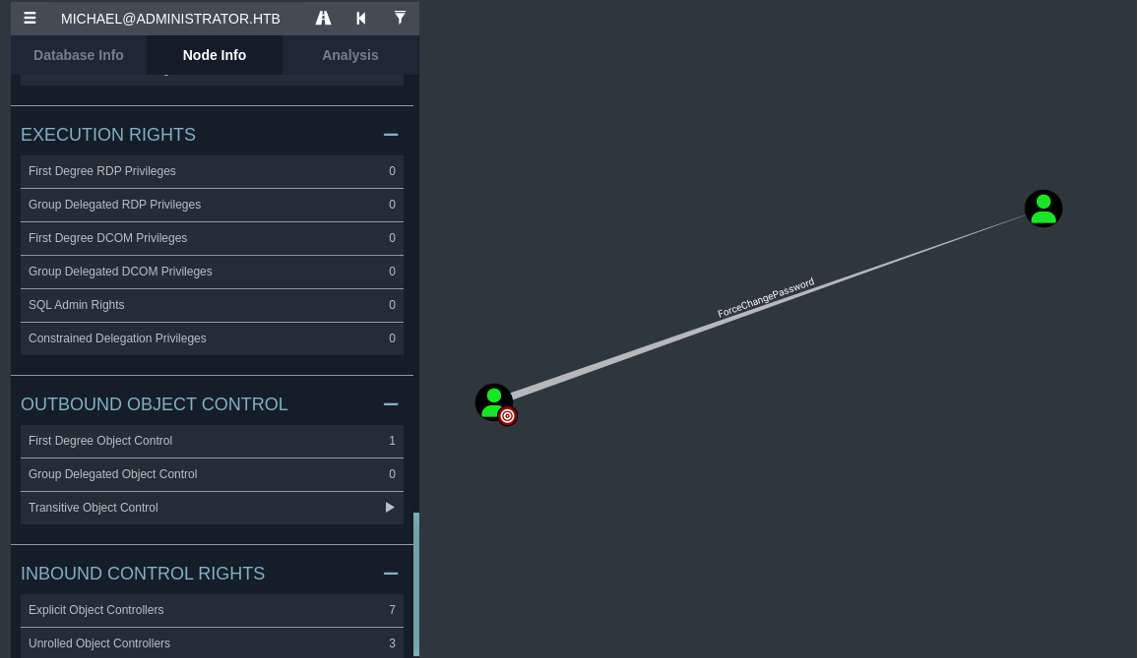 MICHAEL@ADMINISTRATOR.HTB
Database Info
Node Info
Analysis
EXECUTION RIGHTS
First Degree RDP Privileges 0
Group Delegated RDP Privileges 0
First Degree DCOM Privileges 0
Group Delegated DCOM Privileges 0
SQL Admin Rights 0
Constrained Delegation Privileges 0
OUTBOUND OBJECT CONTROL
First Degree Object Control 1
Group Delegated Object Control 0
Transitive Object Control
INBOUND CONTROL RIGHTS
Explicit Object Controllers 7
Unrolled Object Controllers 3
ForceChangePassword